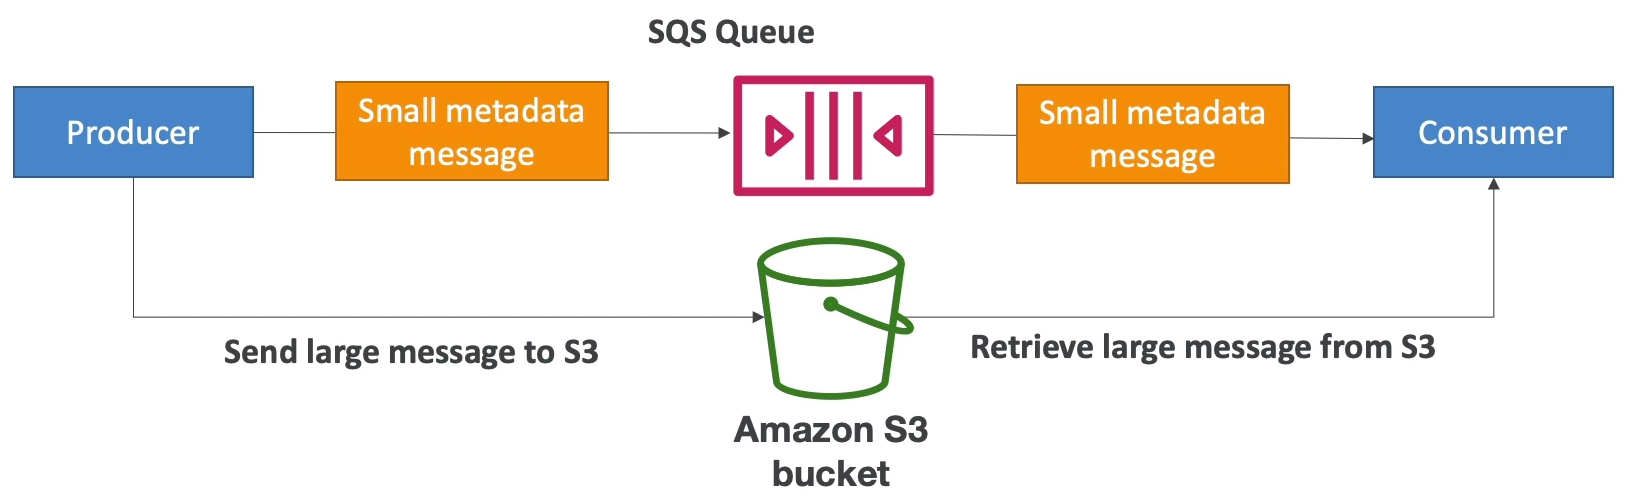 SQS Queue
Producer
Small metadata
message
Small metadata
message
Consumer
Send large message to S3
Retrieve large message from S3
Amazon S3
bucket